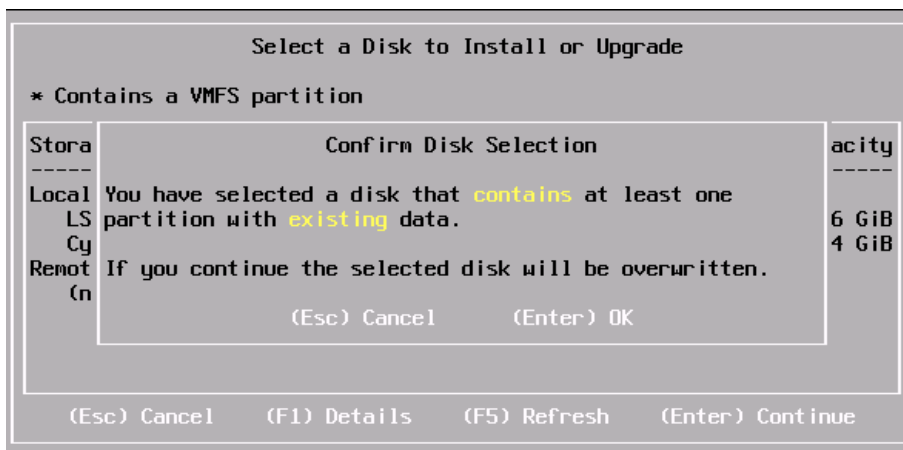 Select a Disk to Install or Upgrade
* Contains a VMFS partition
Stora Confirm Disk Selection acity
----- -----
Local You have selected a disk that contains at least one
LS partition with existing data. 6 GiB
Cy 4 GiB
Remot If you continue the selected disk will be overwritten.
(n
(Esc) Cancel (Enter) OK
(Esc) Cancel (F1) Details (F5) Refresh (Enter) Continue